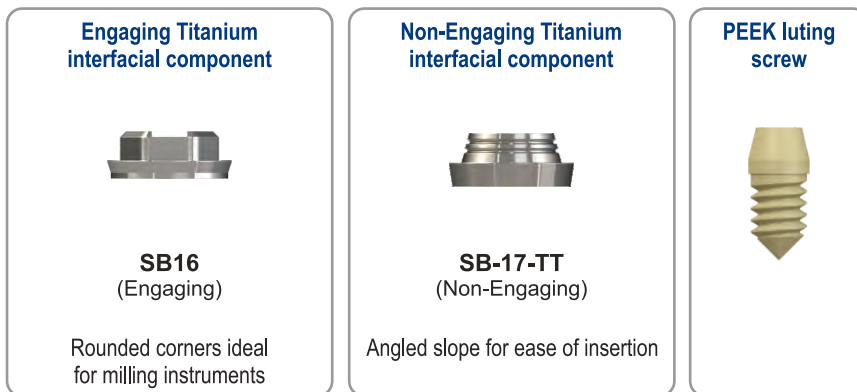 Engaging Titanium
interfacial component
SB16
(Engaging)
Rounded corners ideal
for milling instruments
Non-Engaging Titanium
interfacial component
SB-17-TT
(Non-Engaging)
Angled slope for ease of insertion
PEEK luting
screw